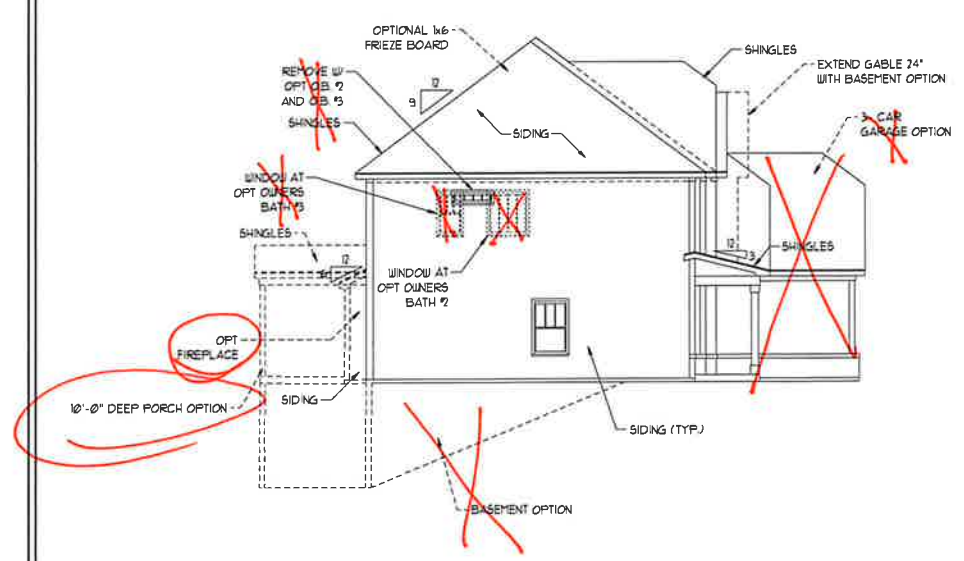 OPTIONAL 1x6
FRIEZE BOARD
SHINGLES
EXTEND GABLE 24"
WITH BASEMENT OPTION
REMOVE W/
OPT O.B. #2
AND O.B. #3
SHINGLES
12
9
3- CAR
GARAGE OPTION
SIDING
WINDOW AT
OPT OWNERS
BATH #3
SHINGLES
12
12
3
SHINGLES
WINDOW AT
OPT OWNERS
BATH #2
OPT
FIREPLACE
10'-0" DEEP PORCH OPTION
SIDING
SIDING (TYP.)
BASEMENT OPTION